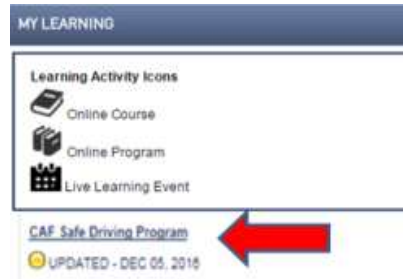 MY LEARNING
Learning Activity Icons
Online Course
Online Program
Live Learning Event
CAF Safe Driving Program
UPDATED - DEC 05, 2016